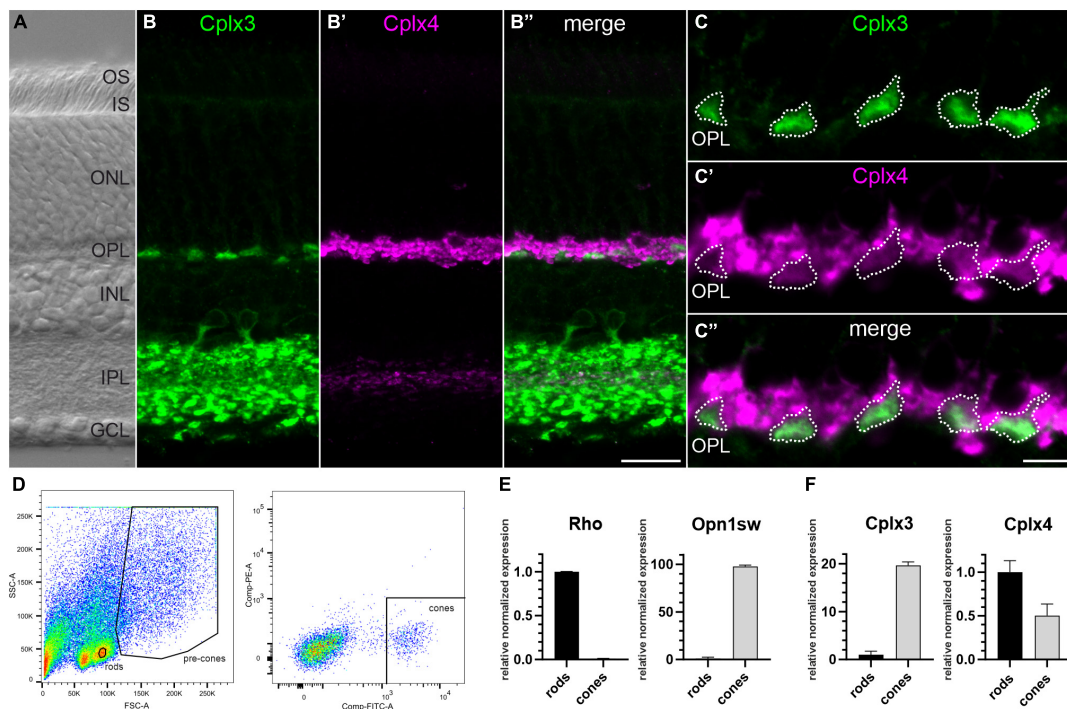 A
B
Cplx3
B'
Cplx4
B''
merge
C
Cplx3
OS
IS
ONL
OPL
INL
IPL
GCL
OPL
C'
Cplx4
OPL
C''
merge
OPL
D
SSC-A
250K
200K
150K
100K
50K
0
0
50K
100K
150K
200K
250K
FSC-A
rods
pre-cones
Comp-PE-A
10^5
10^4
10^3
0
0
10^3
10^4
Comp-FITC-A
cones
E
Rho
relative normalized expression
1.0
0.5
0.0
rods
cones
Opn1sw
relative normalized expression
100
50
0
rods
cones
F
Cplx3
relative normalized expression
20
10
0
rods
cones
Cplx4
relative normalized expression
1.0
0.5
0.0
rods
cones